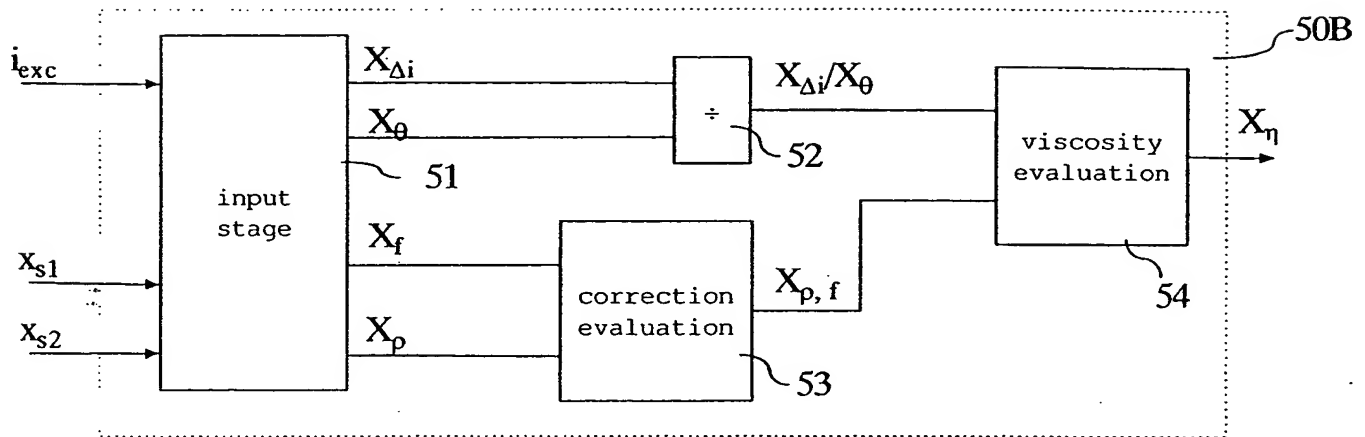 50B
i_exc
X_Δi
X_Δi/X_θ
÷
X_θ
52
51
input
stage
viscosity
evaluation
X_η
54
x_s1
X_f
correction
evaluation
X_ρ, f
x_s2
X_ρ
53